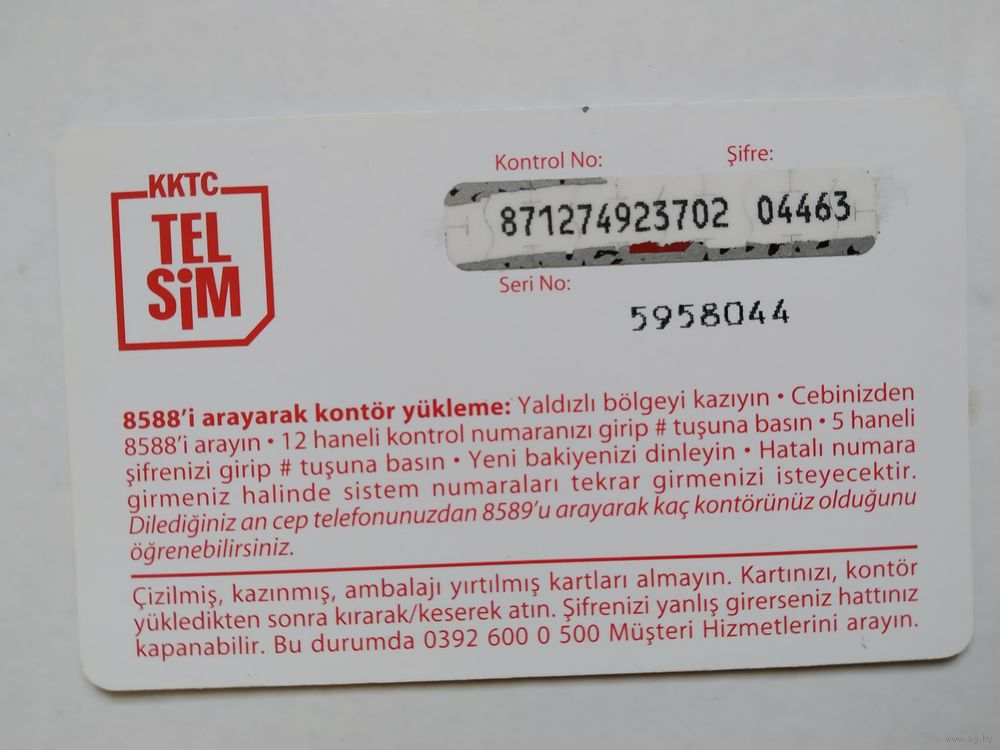 KKTC
TEL
SiM
Kontrol No:
Şifre:
871274923702 04463
Seri No:
5958044
8588'i arayarak kontör yükleme: Yaldızlı bölgeyi kazıyın • Cebinizden
8588'i arayın • 12 haneli kontrol numaranızı girip # tuşuna basın • 5 haneli
şifrenizi girip # tuşuna basın • Yeni bakiyenizi dinleyin • Hatalı numara
girmeniz halinde sistem numaraları tekrar girmenizi isteyecektir.
Dilediğiniz an cep telefonunuzdan 8589'u arayarak kaç kontörünüz olduğunu
öğrenebilirsiniz.
Çizilmiş, kazınmış, ambalajı yırtılmış kartları almayın. Kartınızı, kontör
yükledikten sonra kırarak/keserek atın. Şifrenizi yanlış girerseniz hattınız
kapanabilir. Bu durumda 0392 600 0 500 Müşteri Hizmetlerini arayın.
www.ay.by